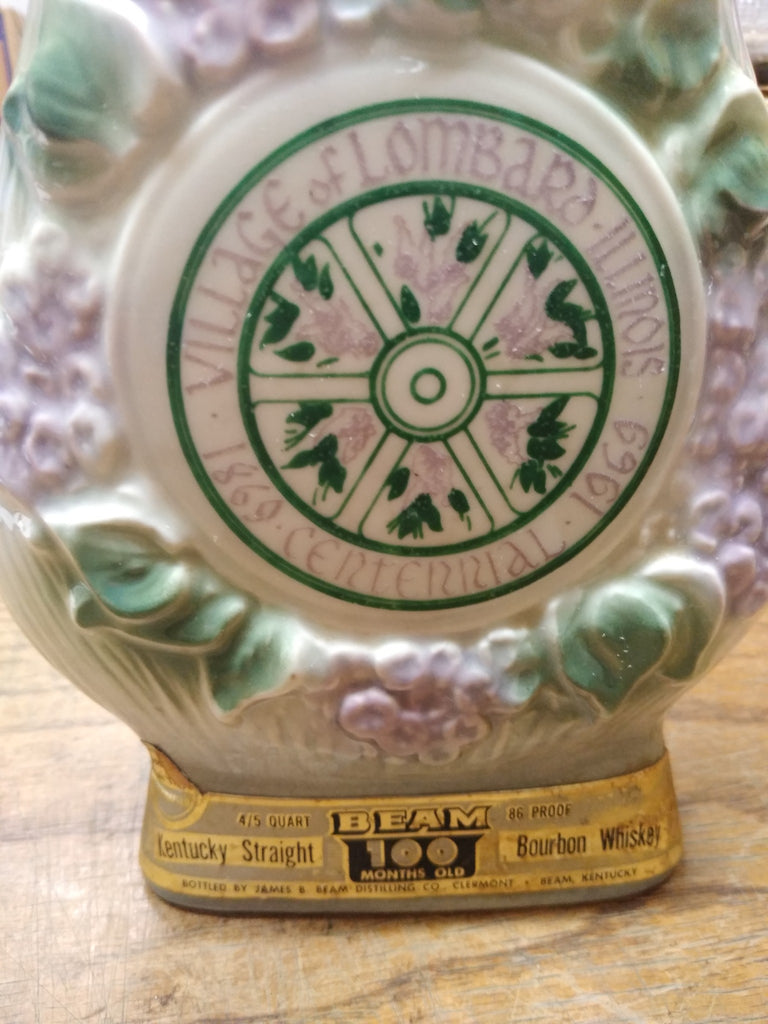 VILLAGE of LOMBARD · ILLINOIS
· 1869 · CENTENNIAL · 1969 ·
4/5 QUART BEAM 86 PROOF
Kentucky Straight 100 Bourbon Whiskey
MONTHS OLD
BOTTLED BY JAMES B. BEAM DISTILLING CO. CLERMONT · BEAM, KENTUCKY